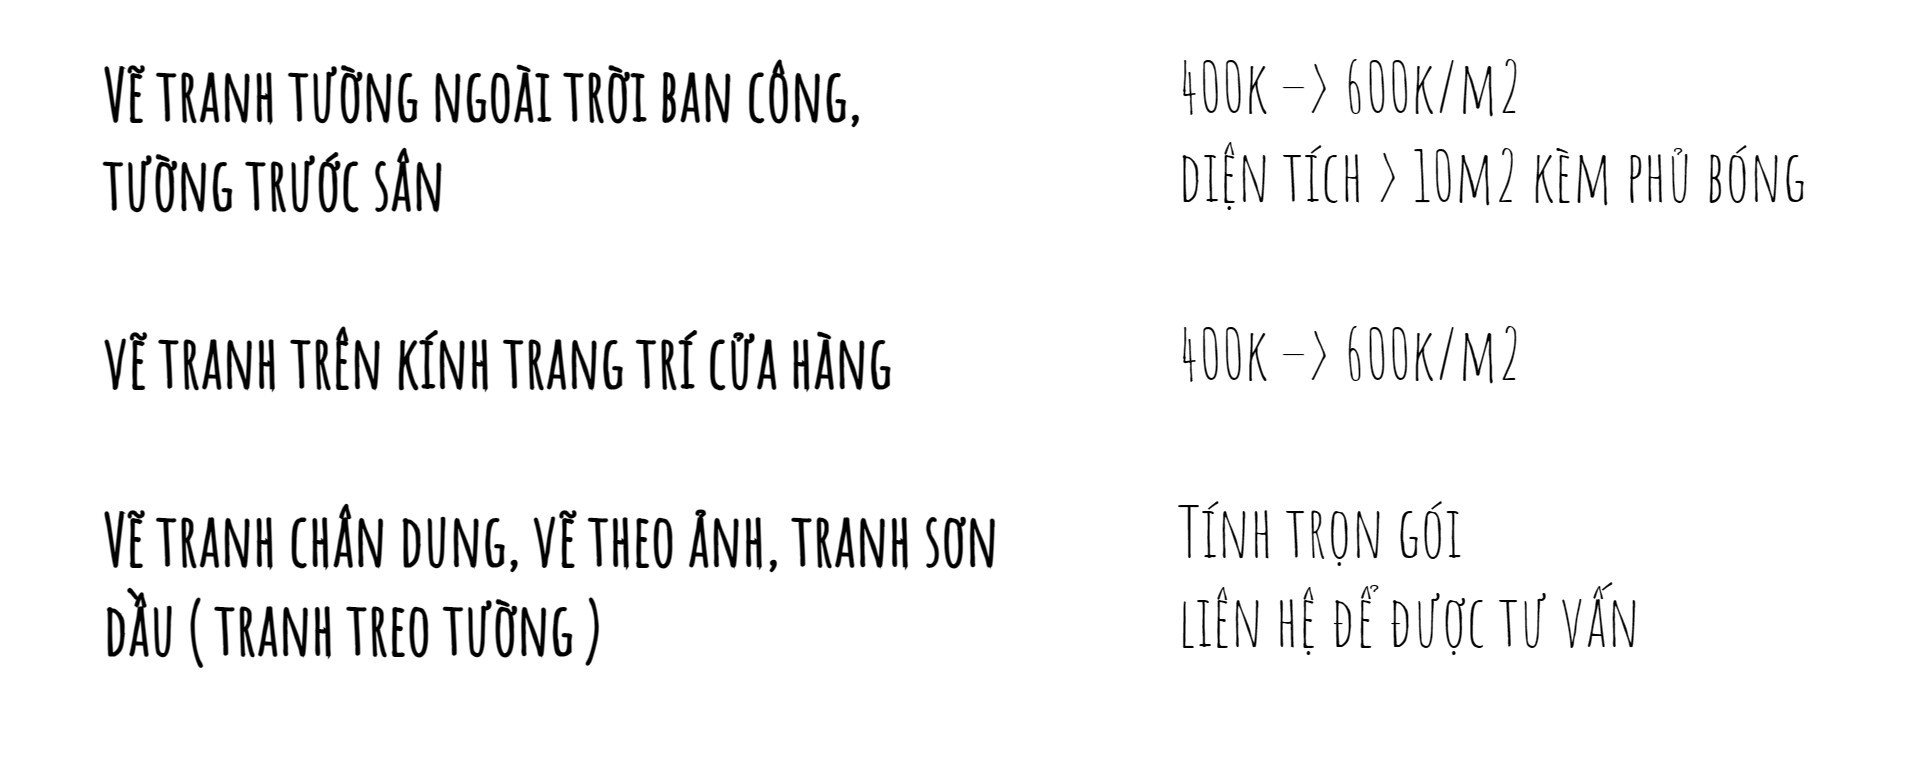 Vẽ tranh tường ngoài trời ban công,
tường trước sân
400k –> 600k/m2
diện tích > 10m2 kèm phủ bóng
vẽ tranh trên kính trang trí cửa hàng
400k –> 600k/m2
Vẽ tranh chân dung, vẽ theo ảnh, tranh sơn
dầu ( tranh treo tường )
Tính trọn gói
liên hệ để được tư vấn